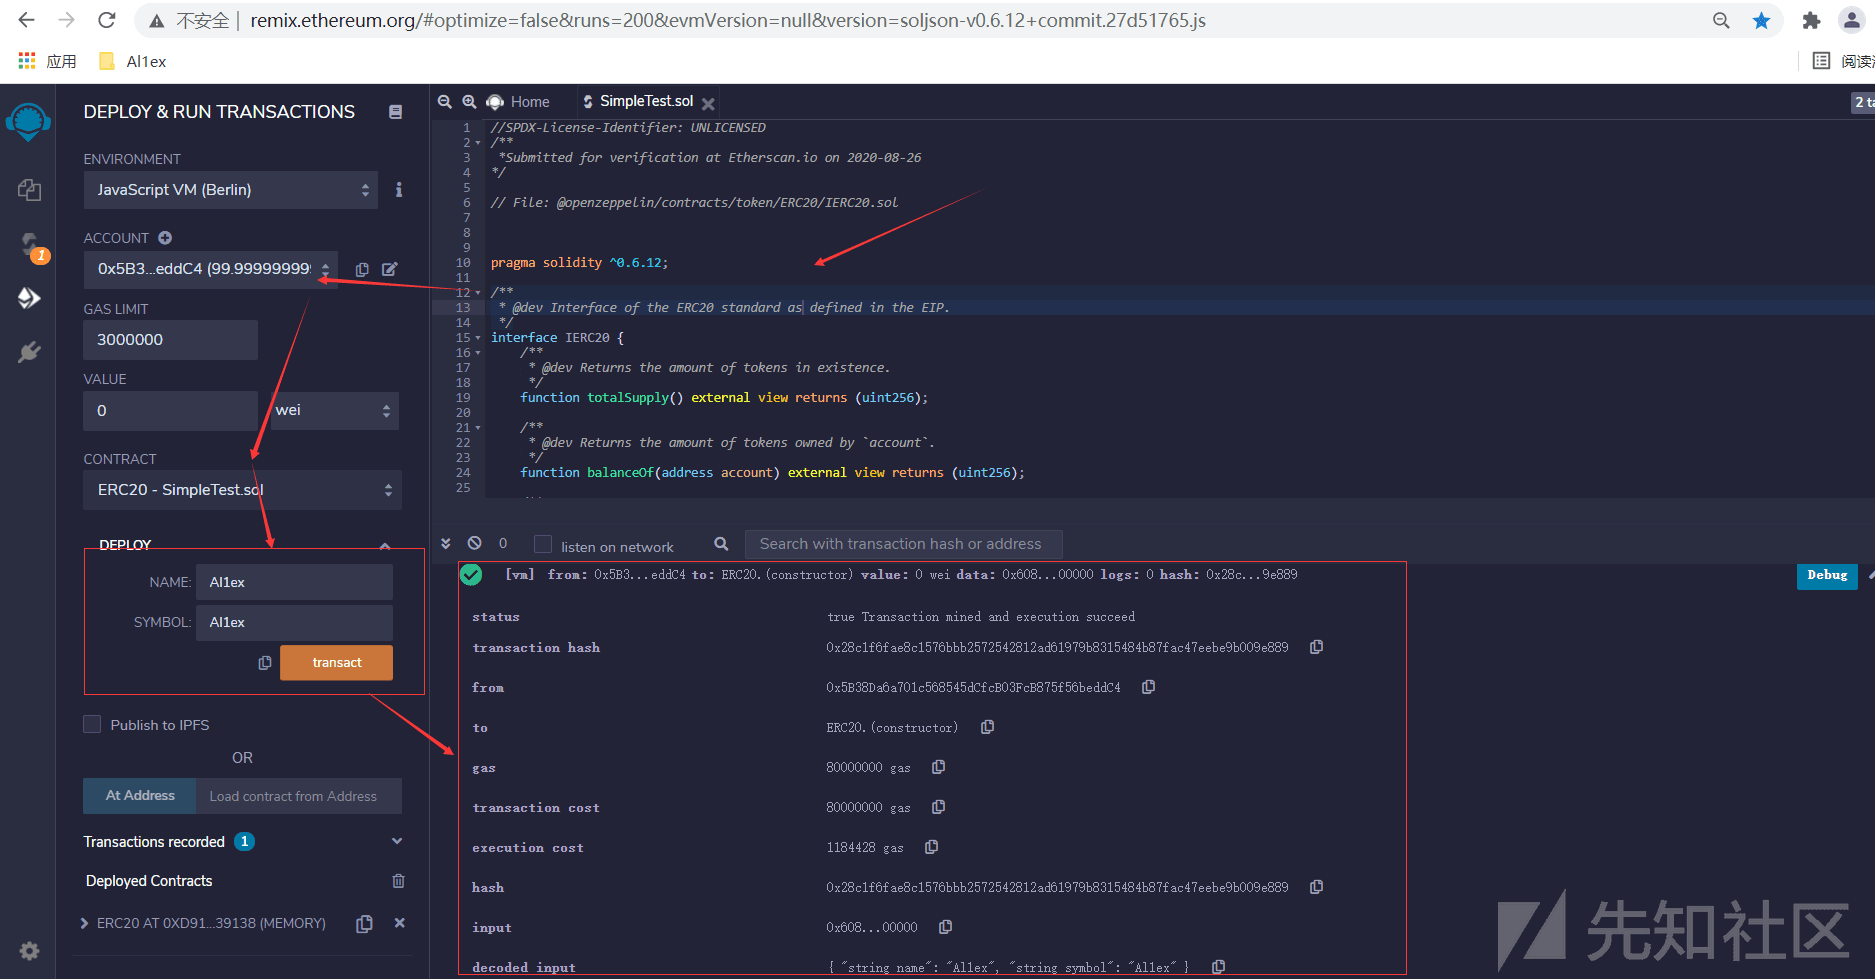 不安全 | remix.ethereum.org/#optimize=false&runs=200&evmVersion=null&version=soljson-v0.6.12+commit.27d51765.js
应用 Al1ex
DEPLOY & RUN TRANSACTIONS
ENVIRONMENT
JavaScript VM (Berlin)
ACCOUNT
0x5B3...eddC4 (99.9999999999
GAS LIMIT
3000000
VALUE
0 wei
CONTRACT
ERC20 - SimpleTest.sol
DEPLOY
NAME: Al1ex
SYMBOL: Al1ex
transact
Publish to IPFS
OR
At Address Load contract from Address
Transactions recorded 1
Deployed Contracts
ERC20 AT 0XD91...39138 (MEMORY)
1
Home SimpleTest.sol
1 //SPDX-License-Identifier: UNLICENSED
2 /**
3 *Submitted for verification at Etherscan.io on 2020-08-26
4 */
5
6 // File: @openzeppelin/contracts/token/ERC20/IERC20.sol
7
8
9
10 pragma solidity ^0.6.12;
11
12 /**
13 * @dev Interface of the ERC20 standard as defined in the EIP.
14 */
15 interface IERC20 {
16 /**
17 * @dev Returns the amount of tokens in existence.
18 */
19 function totalSupply() external view returns (uint256);
20
21 /**
22 * @dev Returns the amount of tokens owned by `account`.
23 */
24 function balanceOf(address account) external view returns (uint256);
25
0 listen on network Search with transaction hash or address
[vm] from: 0x5B3...eddC4 to: ERC20.(constructor) value: 0 wei data: 0x608...00000 logs: 0 hash: 0x28c...9e889
Debug
status true Transaction mined and execution succeed
transaction hash 0x28c1f6fae8c1576bbb2572542812ad61979b8315484b87fac47eebe9b009e889
from 0x5B38Da6a701c568545dCfcB03FcB875f56beddC4
to ERC20.(constructor)
gas 80000000 gas
transaction cost 80000000 gas
execution cost 1184428 gas
hash 0x28c1f6fae8c1576bbb2572542812ad61979b8315484b87fac47eebe9b009e889
input 0x608...00000
decoded input { "string name": "Al1ex", "string symbol": "Al1ex" }
先知社区